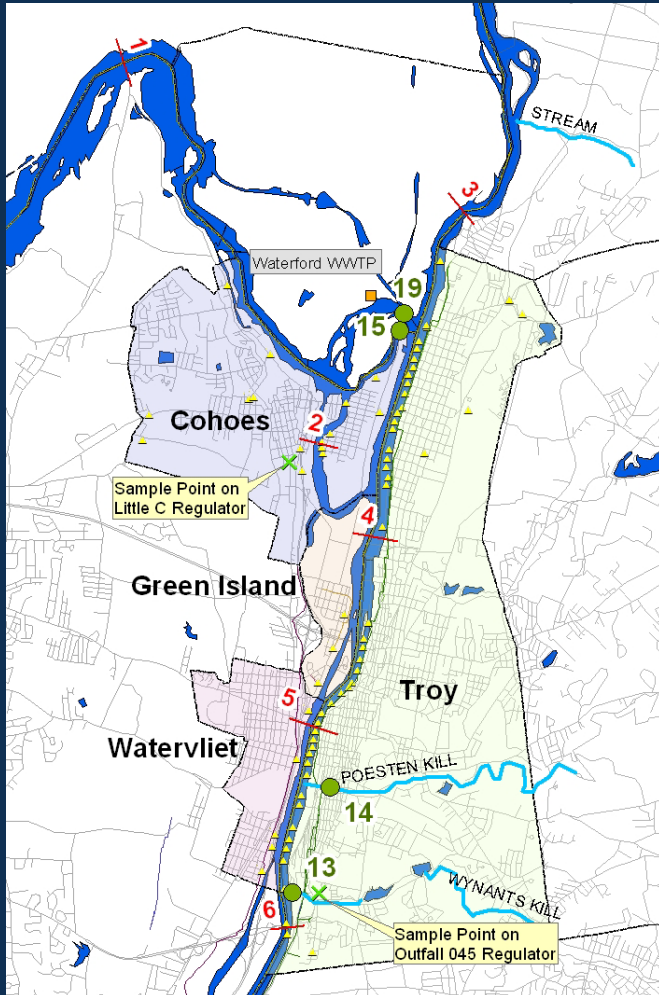 1
STREAM
3
Waterford WWTP
19
15
Cohoes
2
Sample Point on
Little C Regulator
4
Green Island
Troy
5
Watervliet
POESTEN KILL
14
13
WYNANTS KILL
6
Sample Point on
Outfall 045 Regulator